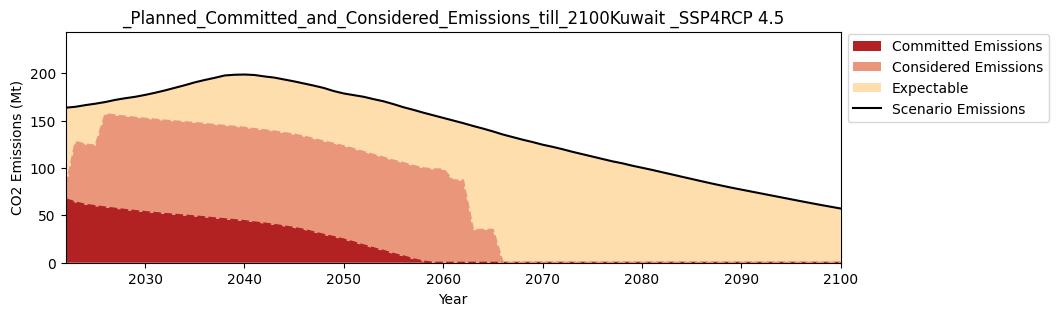 _Planned_Committed_and_Considered_Emissions_till_2100Kuwait _SSP4RCP 4.5
Committed Emissions
Considered Emissions
Expectable
Scenario Emissions
CO2 Emissions (Mt)
200
150
100
50
0
2030 2040 2050 2060 2070 2080 2090 2100
Year